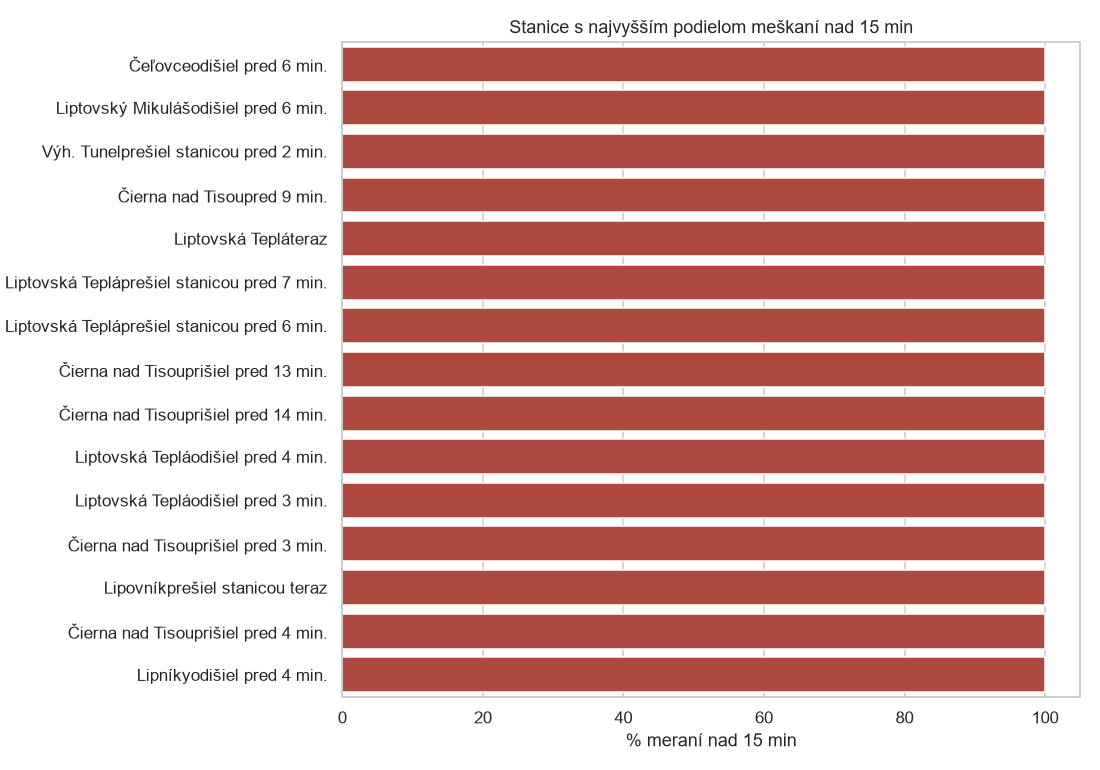 Stanice s najvyšším podielom meškaní nad 15 min
Čeľovceodišiel pred 6 min.
Liptovský Mikulášodišiel pred 6 min.
Výh. Tunelprešiel stanicou pred 2 min.
Čierna nad Tisoupred 9 min.
Liptovská Tepláteraz
Liptovská Tepláprešiel stanicou pred 7 min.
Liptovská Tepláprešiel stanicou pred 6 min.
Čierna nad Tisouprišiel pred 13 min.
Čierna nad Tisouprišiel pred 14 min.
Liptovská Tepláodišiel pred 4 min.
Liptovská Tepláodišiel pred 3 min.
Čierna nad Tisouprišiel pred 3 min.
Lipovníkprešiel stanicou teraz
Čierna nad Tisouprišiel pred 4 min.
Lipníkyodišiel pred 4 min.
0 20 40 60 80 100
% meraní nad 15 min